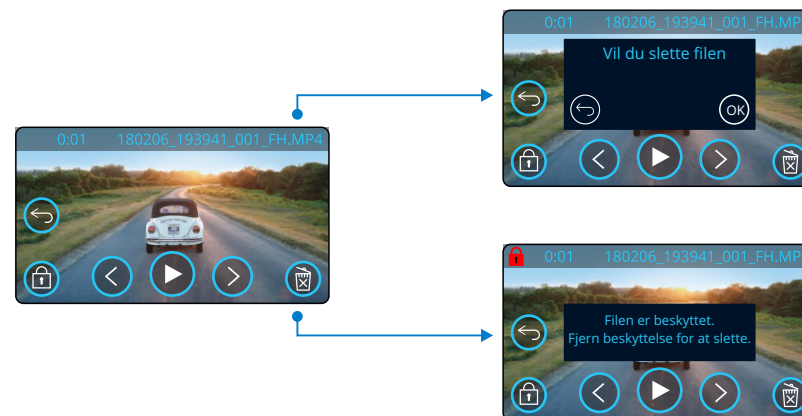 0:01 180206_193941_001_FH.MP4
0:01 180206_193941_001_FH.MP
Vil du slette filen
OK
0:01 180206_193941_001_FH.MP
Filen er beskyttet.
Fjern beskyttelse for at slette.